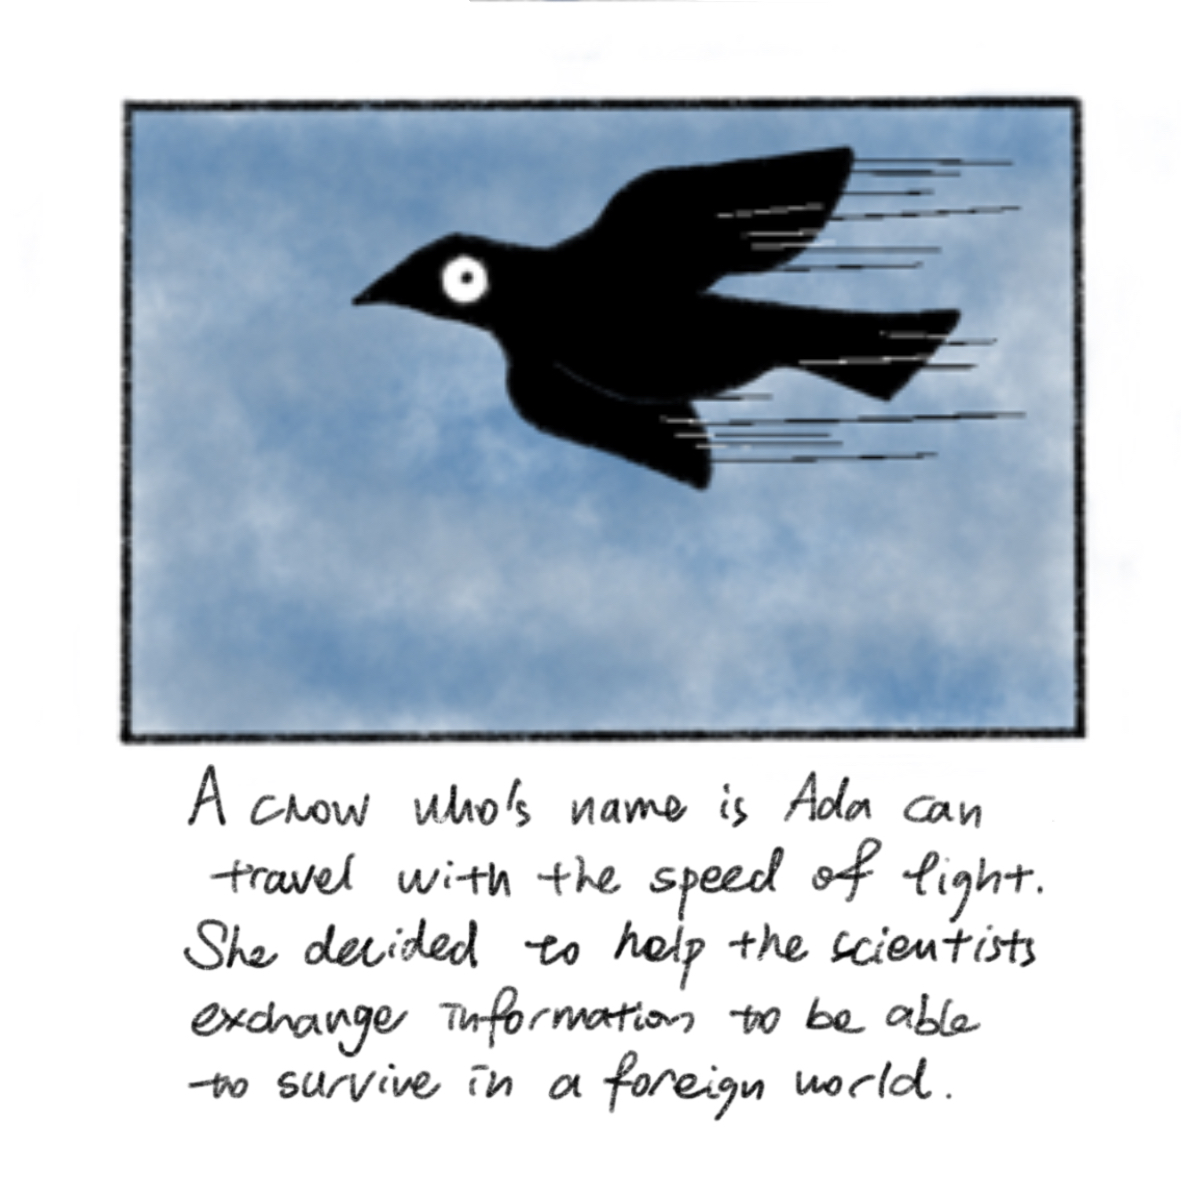 A crow who's name is Ada can
travel with the speed of light.
She decided to help the scientists
exchange information to be able
to survive in a foreign world.